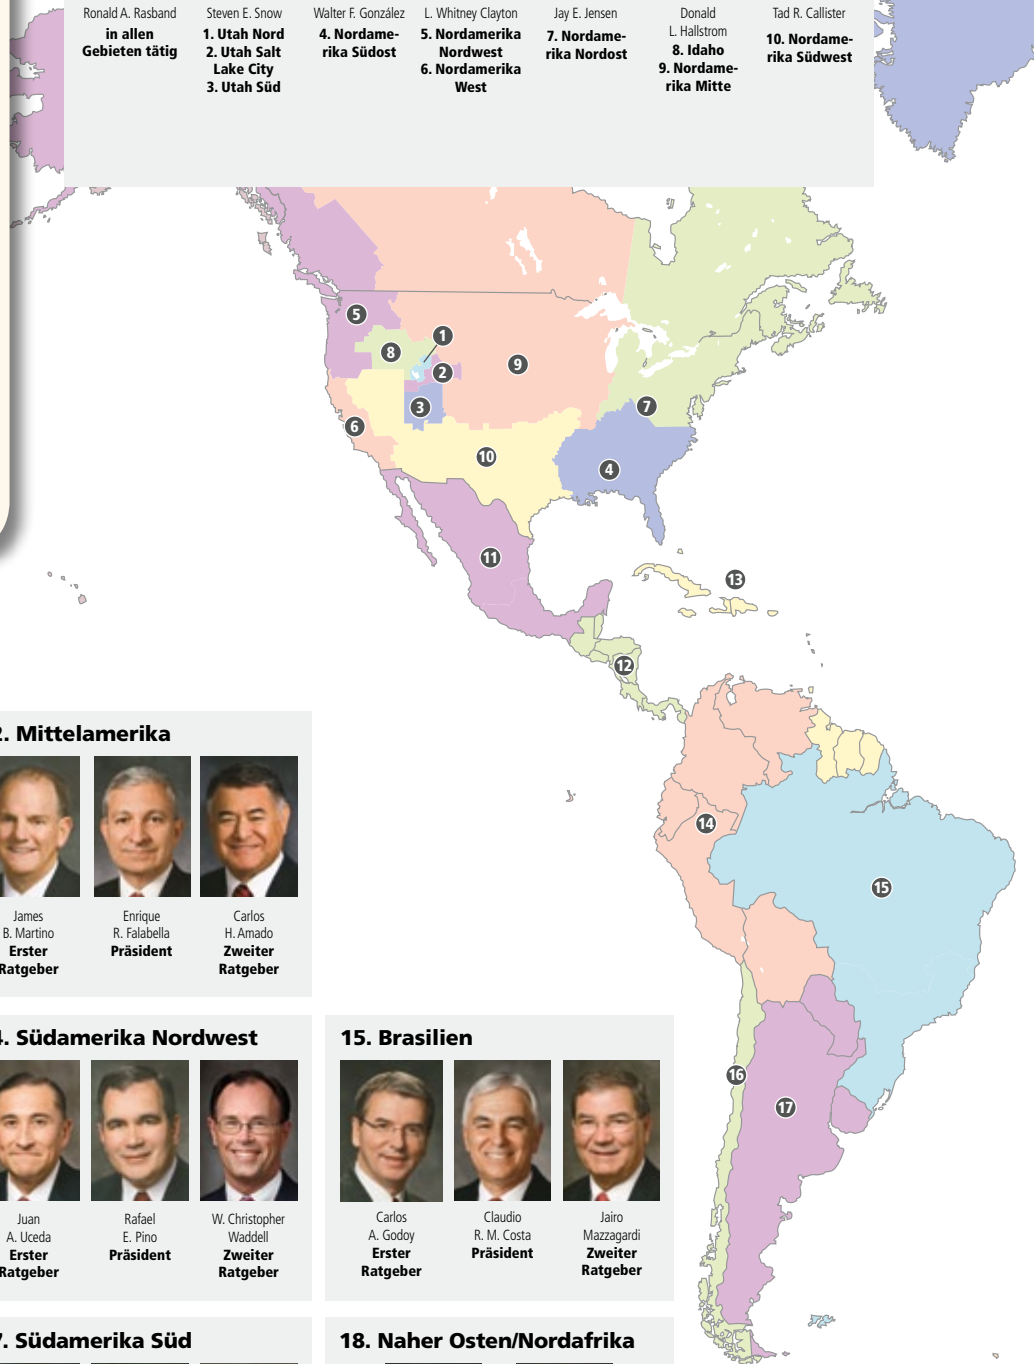 Ronald A. Rasband
in allen
Gebieten tätig
Steven E. Snow
1. Utah Nord
2. Utah Salt
Lake City
3. Utah Süd
Walter F. González
4. Nordame-
rika Südost
L. Whitney Clayton
5. Nordamerika
Nordwest
6. Nordamerika
West
Jay E. Jensen
7. Nordame-
rika Nordost
Donald
L. Hallstrom
8. Idaho
9. Nordame-
rika Mitte
Tad R. Callister
10. Nordame-
rika Südwest
5
1
8
2
9
3
7
6
10
4
11
13
12
14
15
16
17
2. Mittelamerika
James
B. Martino
Erster
Ratgeber
Enrique
R. Falabella
Präsident
Carlos
H. Amado
Zweiter
Ratgeber
4. Südamerika Nordwest
Juan
A. Uceda
Erster
Ratgeber
Rafael
E. Pino
Präsident
W. Christopher
Waddell
Zweiter
Ratgeber
15. Brasilien
Carlos
A. Godoy
Erster
Ratgeber
Claudio
R. M. Costa
Präsident
Jairo
Mazzagardi
Zweiter
Ratgeber
7. Südamerika Süd
18. Naher Osten/Nordafrika